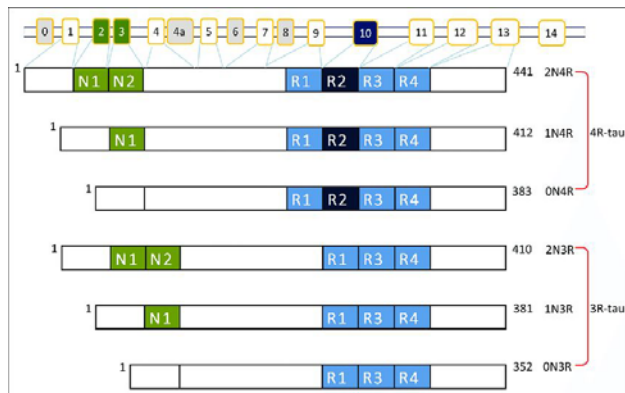 0 1 2 3 4 4a 5 6 7 8 9 10 11 12 13 14
1 N1 N2 R1 R2 R3 R4 441 2N4R
1 N1 R1 R2 R3 R4 412 1N4R
4R-tau
1 R1 R2 R3 R4 383 0N4R
1 N1 N2 R1 R3 R4 410 2N3R
1 N1 R1 R3 R4 381 1N3R
3R-tau
1 R1 R3 R4 352 0N3R